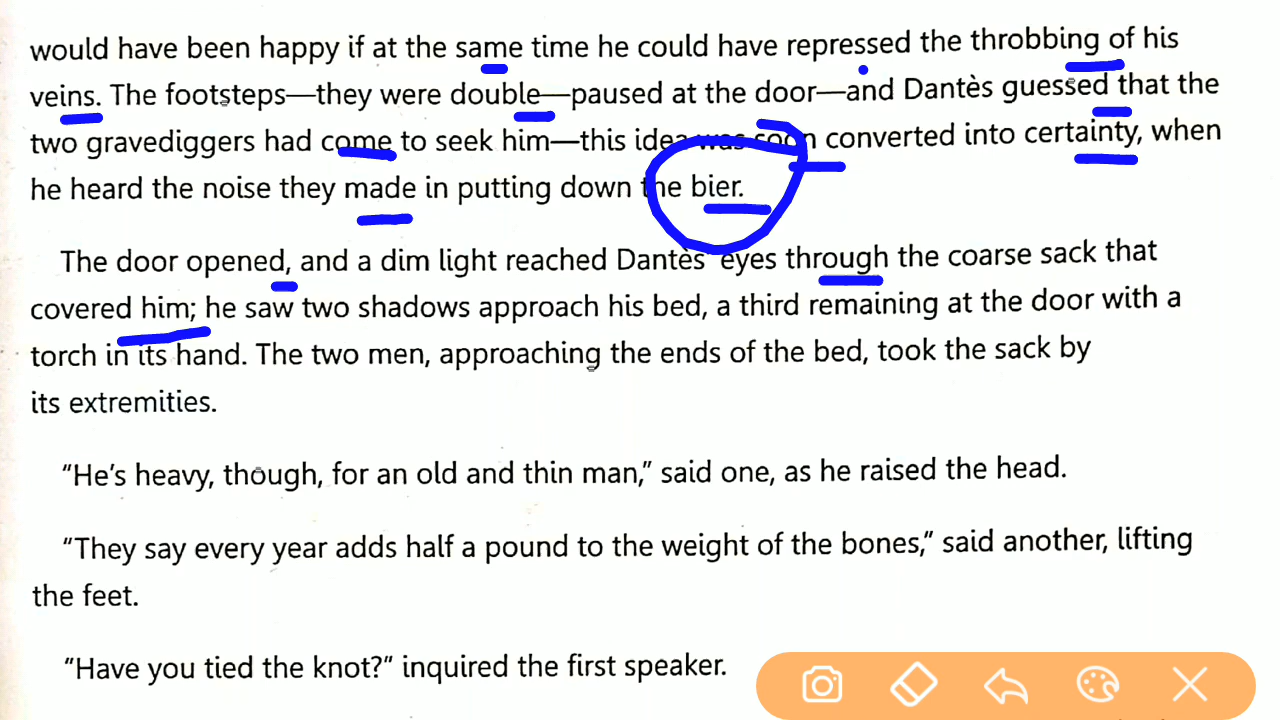 would have been happy if at the same time he could have repressed the throbbing of his
veins. The footsteps—they were double—paused at the door—and Dantès guessed that the
two gravediggers had come to seek him—this idea was soon converted into certainty, when
he heard the noise they made in putting down the bier.
The door opened, and a dim light reached Dantès' eyes through the coarse sack that
covered him; he saw two shadows approach his bed, a third remaining at the door with a
torch in its hand. The two men, approaching the ends of the bed, took the sack by
its extremities.
“He's heavy, though, for an old and thin man,” said one, as he raised the head.
“They say every year adds half a pound to the weight of the bones,” said another, lifting
the feet.
“Have you tied the knot?” inquired the first speaker.